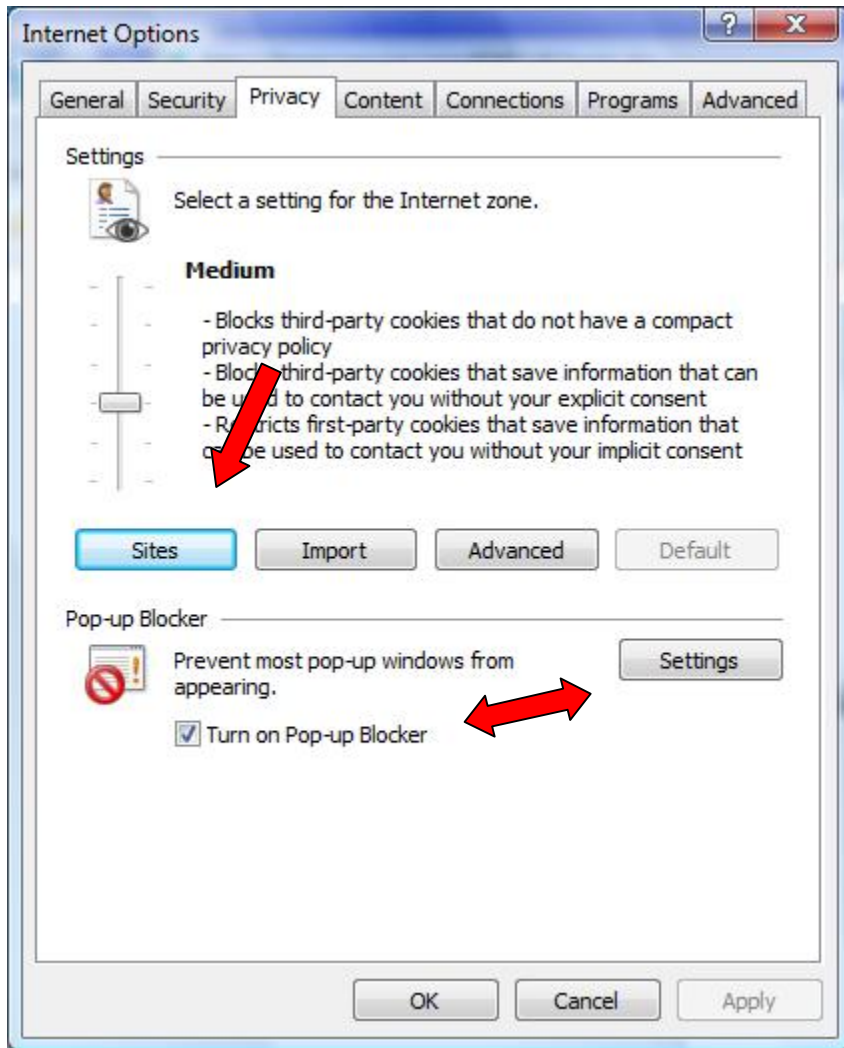 Internet Options
General Security Privacy Content Connections Programs Advanced
Settings
Select a setting for the Internet zone.
Medium
- Blocks third-party cookies that do not have a compact
privacy policy
- Blocks third-party cookies that save information that can
be used to contact you without your explicit consent
- Restricts first-party cookies that save information that
can be used to contact you without your implicit consent
Sites Import Advanced Default
Pop-up Blocker
Prevent most pop-up windows from
appearing.
Settings
Turn on Pop-up Blocker
OK Cancel Apply